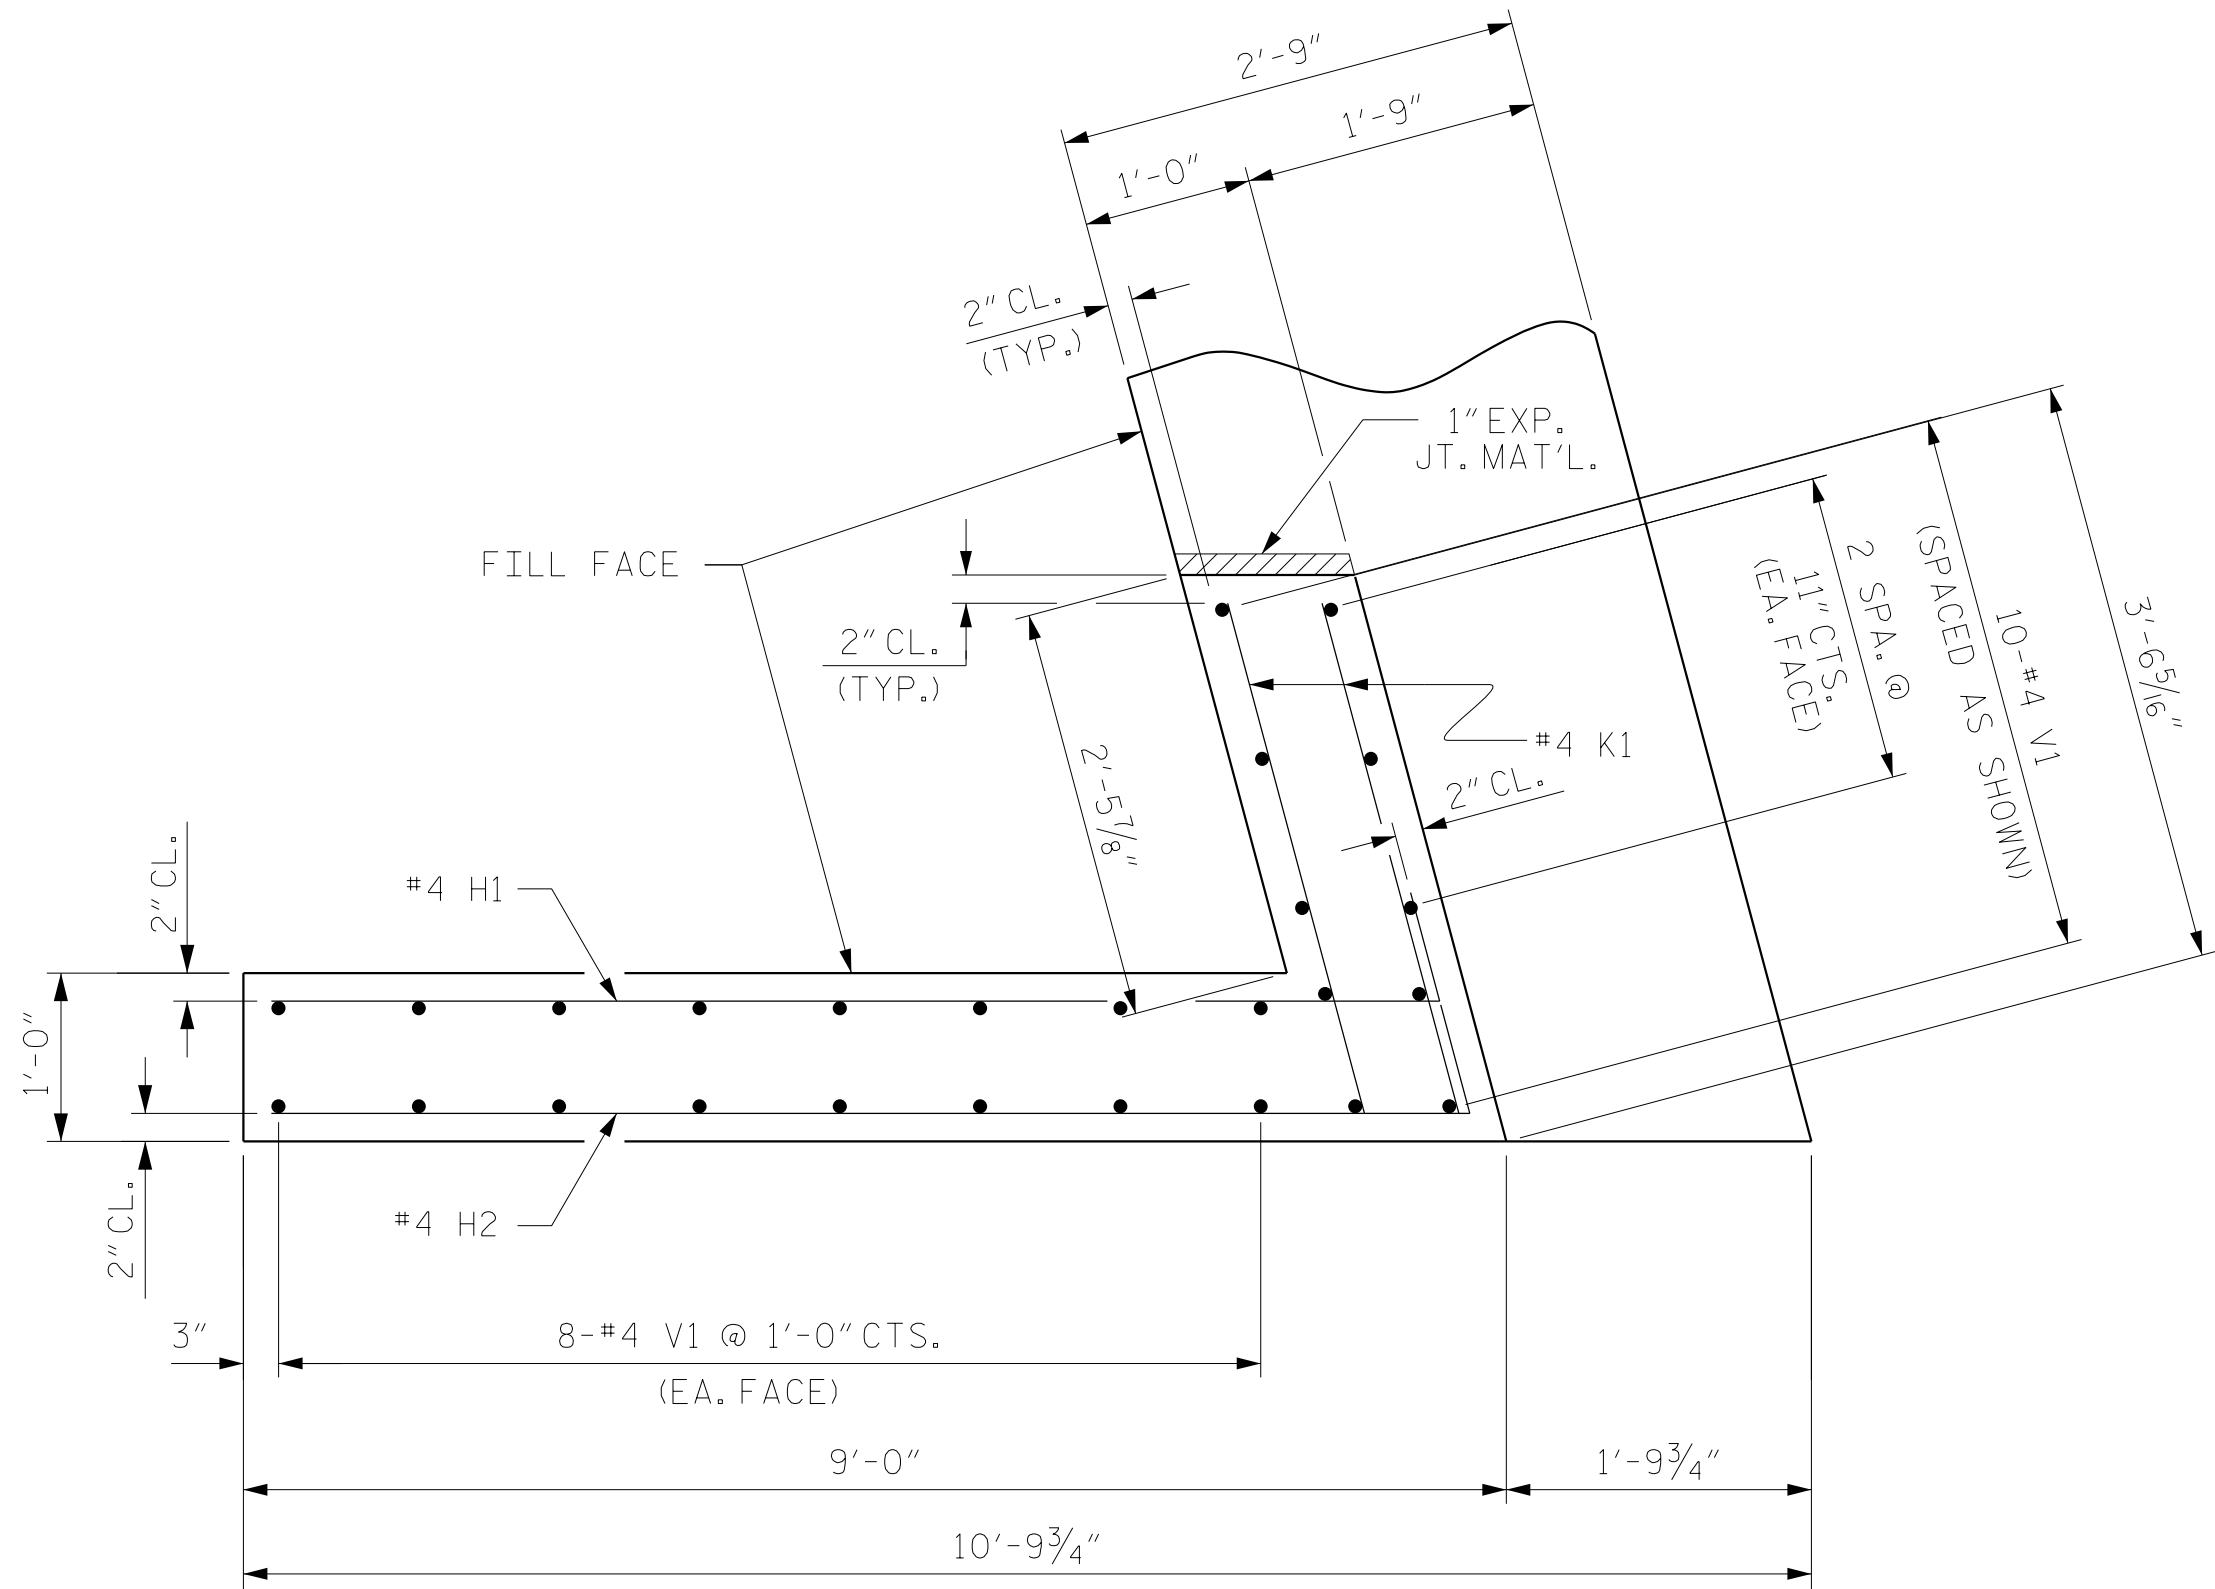 2'-9"
1'-9"
1'-0"
2" CL.
(TYP.)
1" EXP.
JT. MAT'L.
FILL FACE
2" CL.
(TYP.)
2'-5 7/8"
#4 K1
2" CL.
2 SPA. @
11" CTS.
(EA. FACE)
10-#4 V1
(SPACED AS SHOWN)
3'-6 5/16"
2" CL.
#4 H1
1'-0"
#4 H2
2" CL.
3"
8-#4 V1 @ 1'-0" CTS.
(EA. FACE)
9'-0"
1'-9 3/4"
10'-9 3/4"